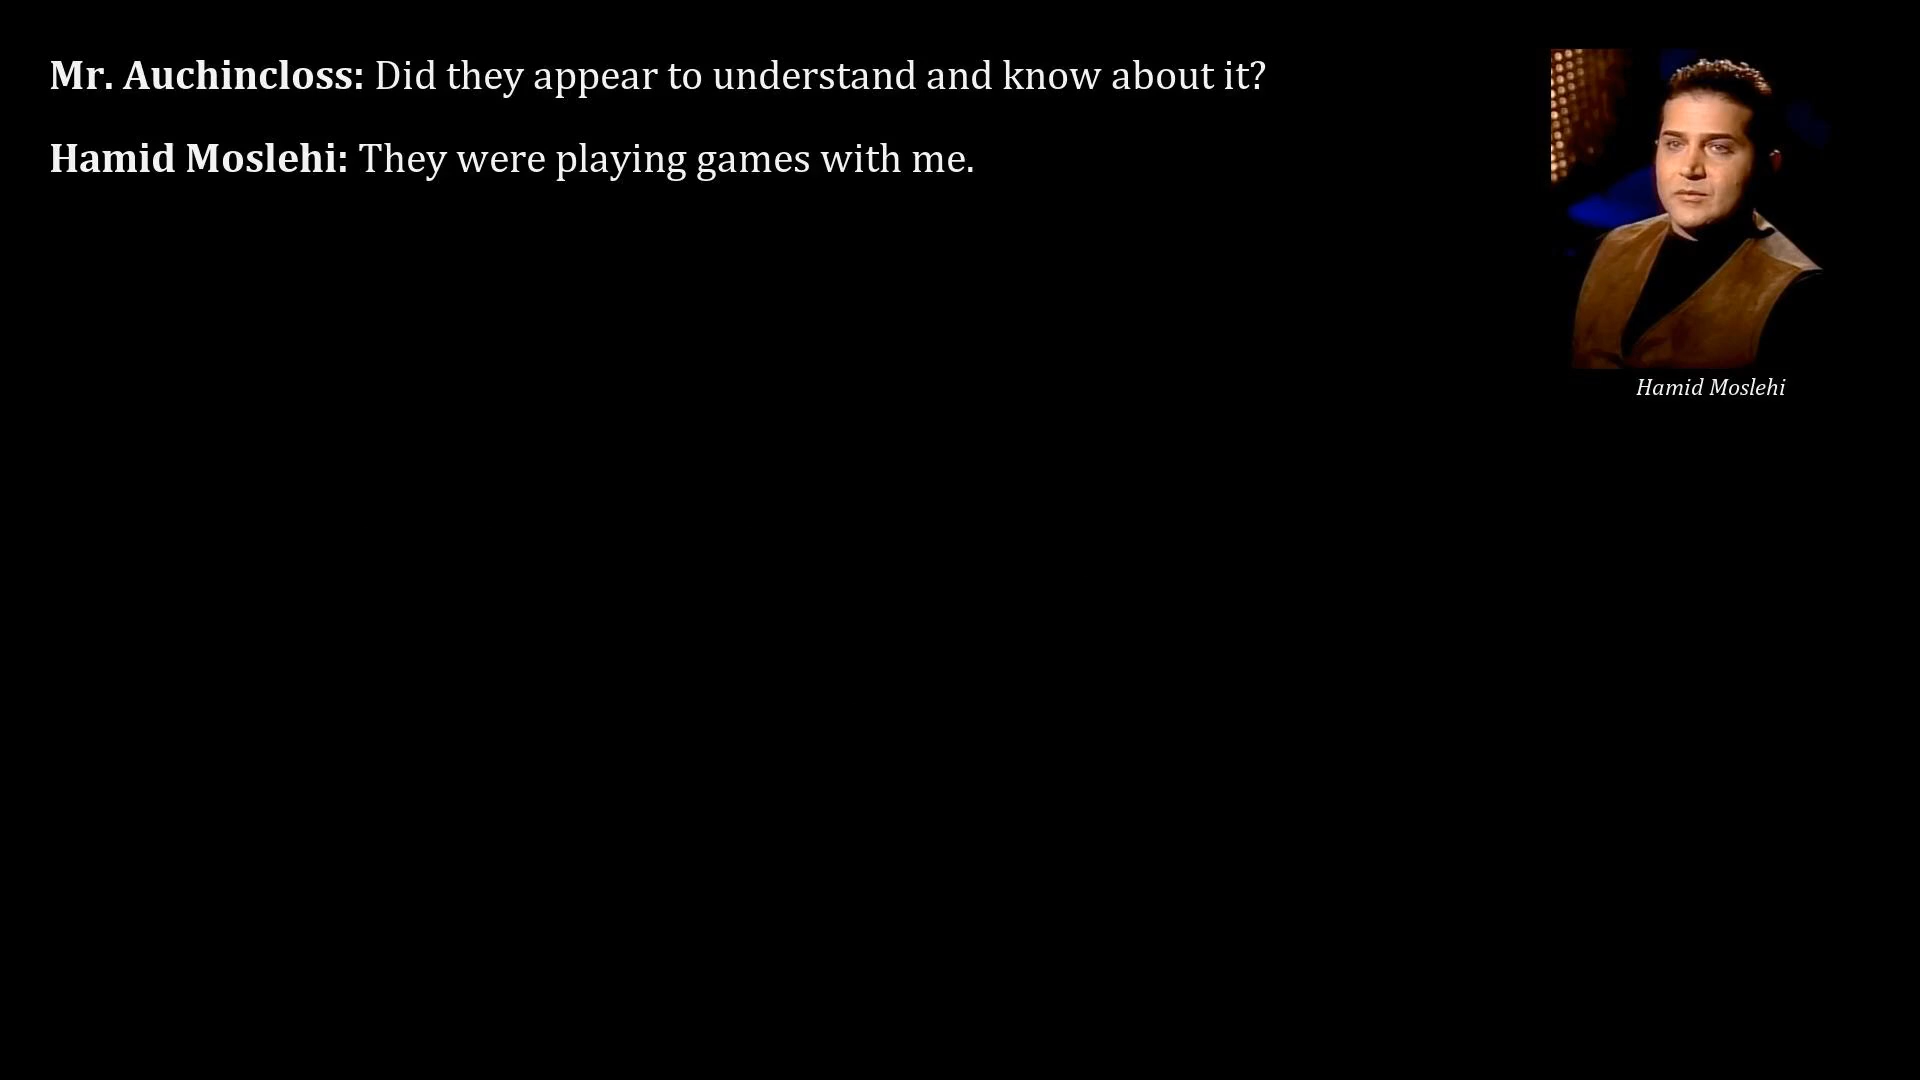 Mr. Auchincloss: Did they appear to understand and know about it?
Hamid Moslehi: They were playing games with me.
Hamid Moslehi